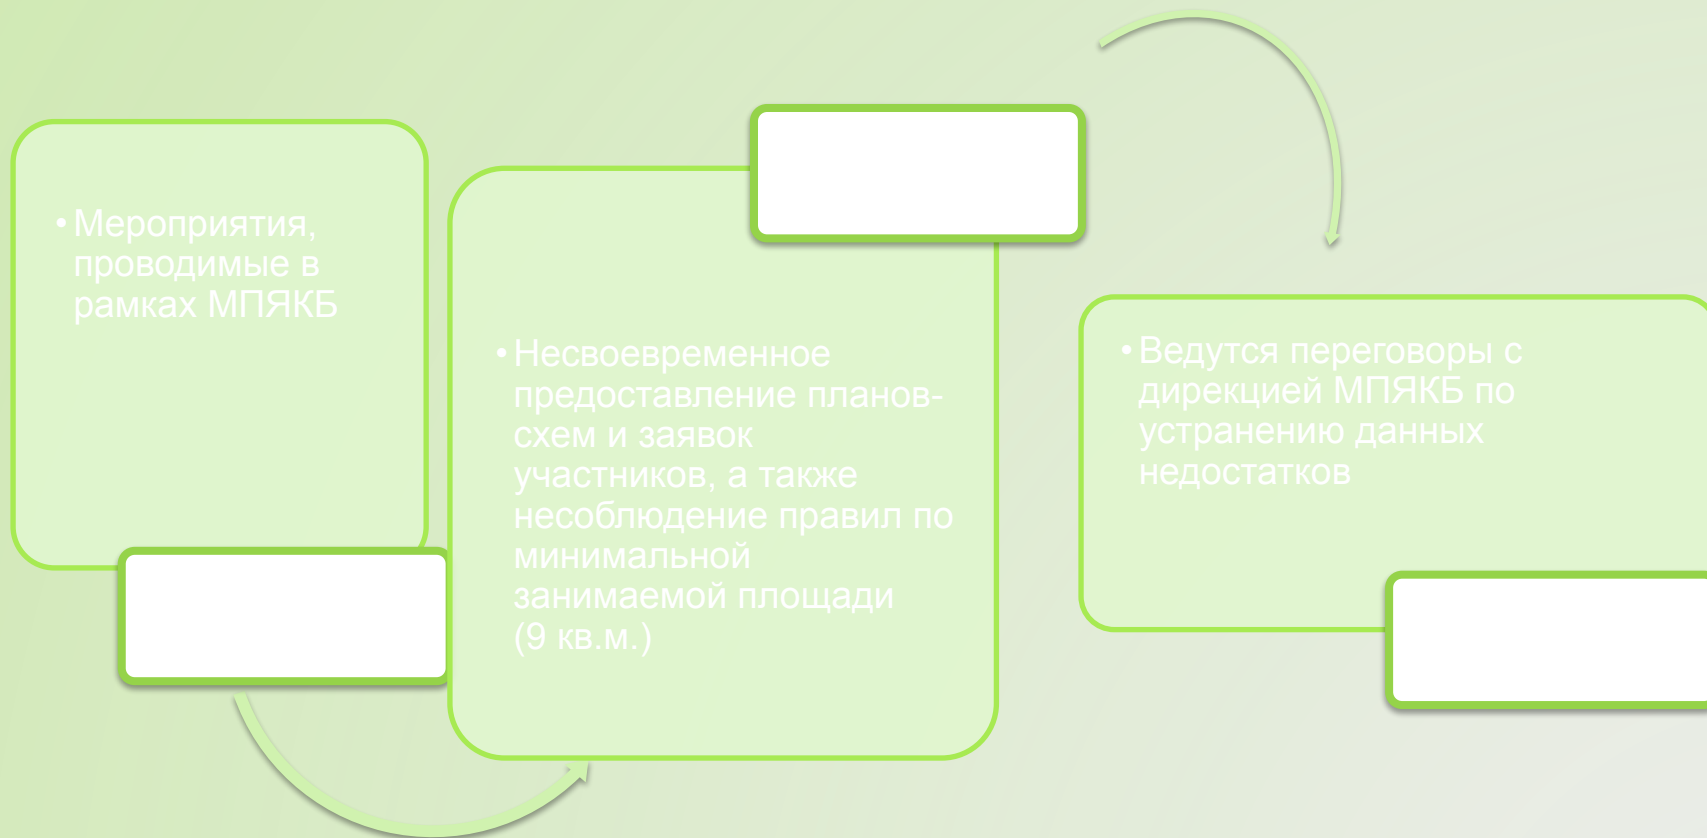 • Мероприятия,
проводимые в
рамках МПЯКБ
• Несвоевременное
предоставление планов-
схем и заявок
участников, а также
несоблюдение правил по
минимальной
занимаемой площади
(9 кв.м.)
• Ведутся переговоры с
дирекцией МПЯКБ по
устранению данных
недостатков